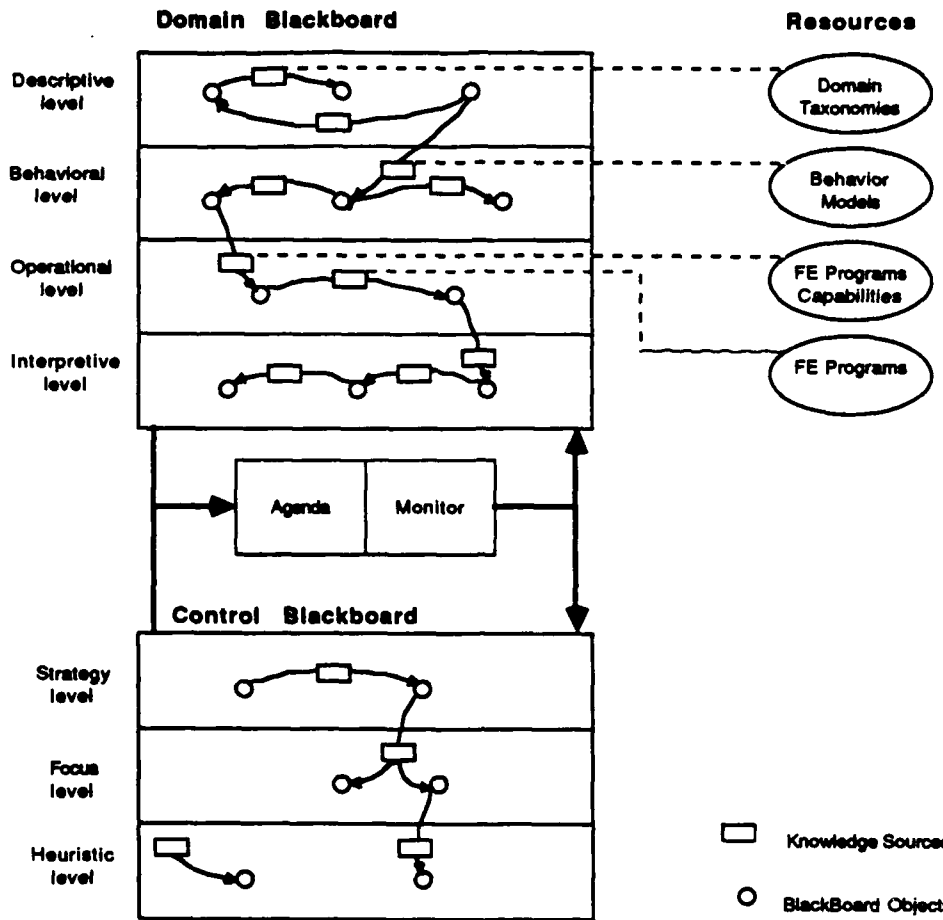 Domain Blackboard
Resources
Descriptive
level
Domain
Taxonomies
Behavioral
level
Behavior
Models
Operational
level
FE Programs
Capabilities
Interpretive
level
FE Programs
Agenda
Monitor
Control Blackboard
Strategy
level
Focus
level
Heuristic
level
Knowledge Sources
BlackBoard Object